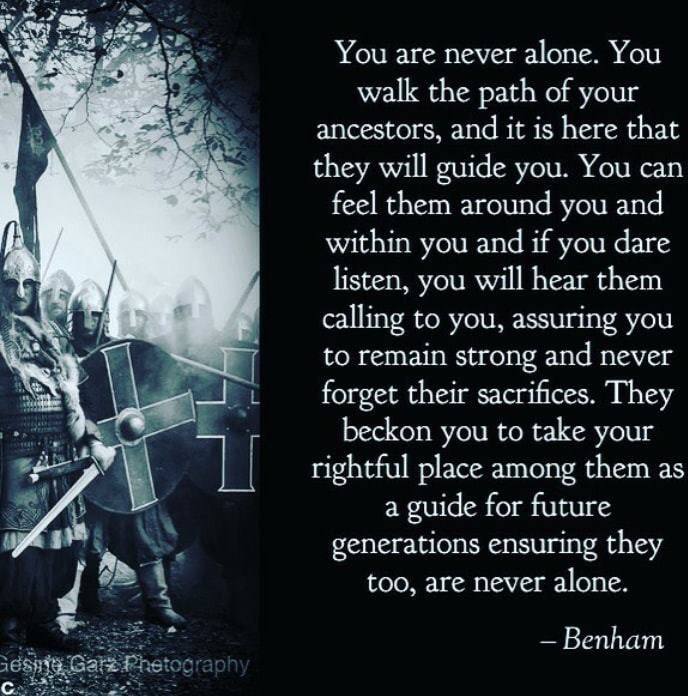 You are never alone. You
walk the path of your
ancestors, and it is here that
they will guide you. You can
feel them around you and
within you and if you dare
listen, you will hear them
calling to you, assuring you
to remain strong and never
forget their sacrifices. They
beckon you to take your
rightful place among them as
a guide for future
generations ensuring they
too, are never alone.
– Benham
Photography
C